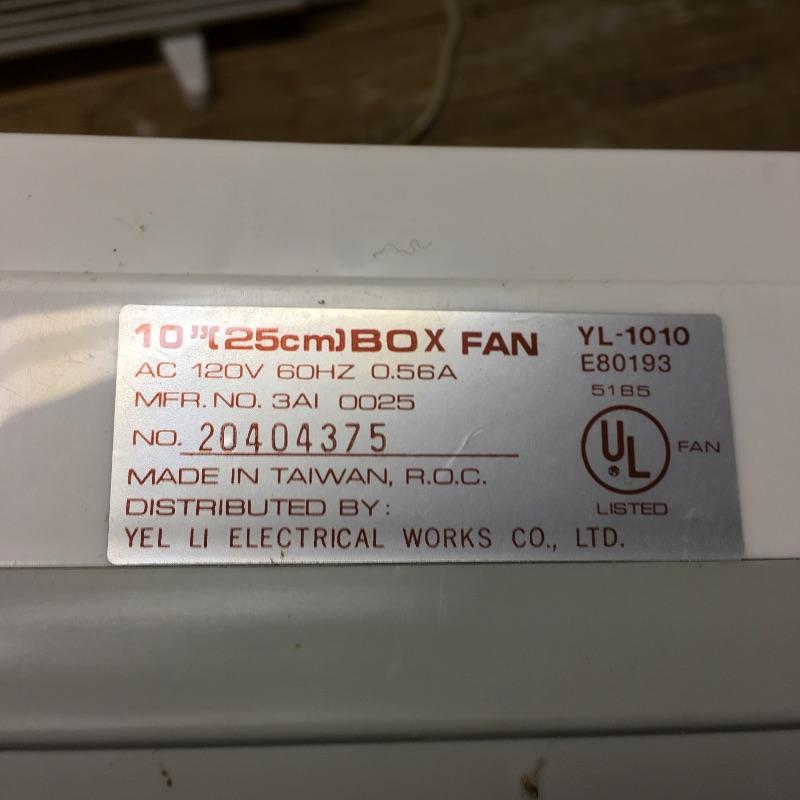 10"(25cm) BOX FAN YL-1010
AC 120V 60HZ 0.56A E80193
MFR. NO. 3AI 0025 51B5
NO. 20404375 UL ® FAN
MADE IN TAIWAN, R.O.C.
DISTRIBUTED BY: LISTED
YEL LI ELECTRICAL WORKS CO., LTD.